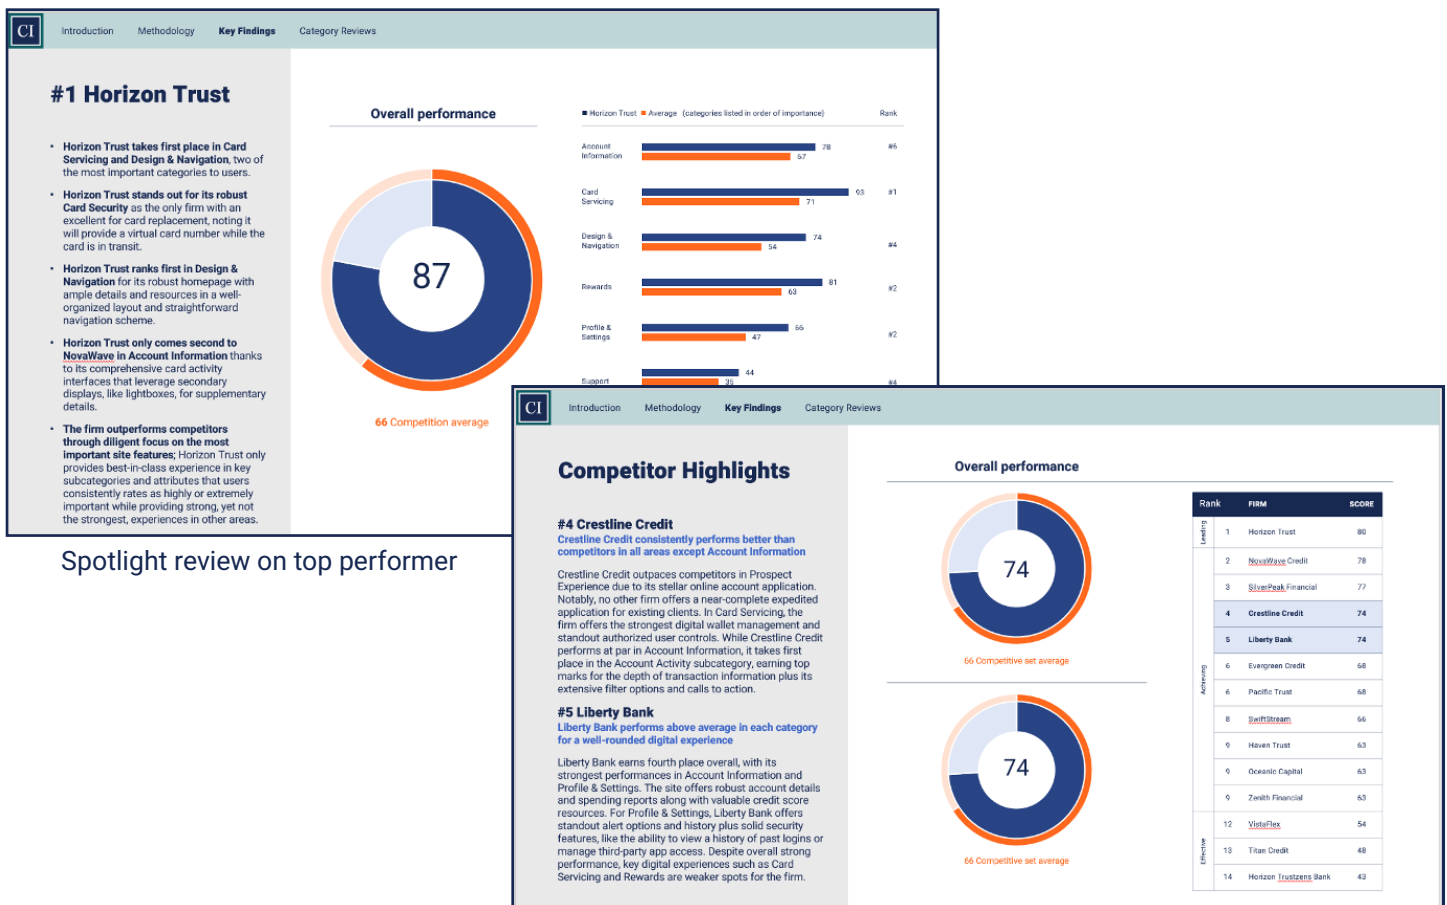 CI Introduction Methodology Key Findings Category Reviews
#1 Horizon Trust
• Horizon Trust takes first place in Card
Servicing and Design & Navigation, two of
the most important categories to users.
• Horizon Trust stands out for its robust
Card Security as the only firm with an
excellent for card replacement, noting it
will provide a virtual card number while the
card is in transit.
• Horizon Trust ranks first in Design &
Navigation for its robust homepage with
ample details and resources in a well-
organized layout and straightforward
navigation scheme.
• Horizon Trust only comes second to
NovaWave in Account Information thanks
to its comprehensive card activity
interfaces that leverage secondary
displays, like lightboxes, for supplementary
details.
• The firm outperforms competitors
through diligent focus on the most
important site features; Horizon Trust only
provides best-in-class experience in key
subcategories and attributes that users
consistently rates as highly or extremely
important while providing strong, yet not
the strongest, experiences in other areas.
Overall performance
87
66 Competition average
Horizon Trust Average (categories listed in order of importance) Rank
Account
Information
78
67
#6
Card
Servicing
93
71
#1
Design &
Navigation
74
54
#4
Rewards
81
63
#2
Profile &
Settings
66
47
#2
Support
44
35
#4
Spotlight review on top performer
CI Introduction Methodology Key Findings Category Reviews
Competitor Highlights
#4 Crestline Credit
Crestline Credit consistently performs better than
competitors in all areas except Account Information
Crestline Credit outpaces competitors in Prospect
Experience due to its stellar online account application.
Notably, no other firm offers a near-complete expedited
application for existing clients. In Card Servicing, the
firm offers the strongest digital wallet management and
standout authorized user controls. While Crestline Credit
performs at par in Account Information, it takes first
place in the Account Activity subcategory, earning top
marks for the depth of transaction information plus its
extensive filter options and calls to action.
#5 Liberty Bank
Liberty Bank performs above average in each category
for a well-rounded digital experience
Liberty Bank earns fourth place overall, with its
strongest performances in Account Information and
Profile & Settings. The site offers robust account details
and spending reports along with valuable credit score
resources. For Profile & Settings, Liberty Bank offers
standout alert options and history plus solid security
features, like the ability to view a history of past logins or
manage third-party app access. Despite overall strong
performance, key digital experiences such as Card
Servicing and Rewards are weaker spots for the firm.
Overall performance
74
66 Competitive set average
74
66 Competitive set average
Rank FIRM SCORE
Leading
1 Horizon Trust 80
Achieving
2 NovaWave Credit 78
3 SilverPeak Financial 77
4 Crestline Credit 74
5 Liberty Bank 74
6 Evergreen Credit 68
6 Pacific Trust 68
8 SwiftStream 66
9 Haven Trust 63
9 Oceanic Capital 63
9 Zenith Financial 63
Effective
12 VistaFlex 54
13 Titan Credit 48
14 Horizon Trustzens Bank 43